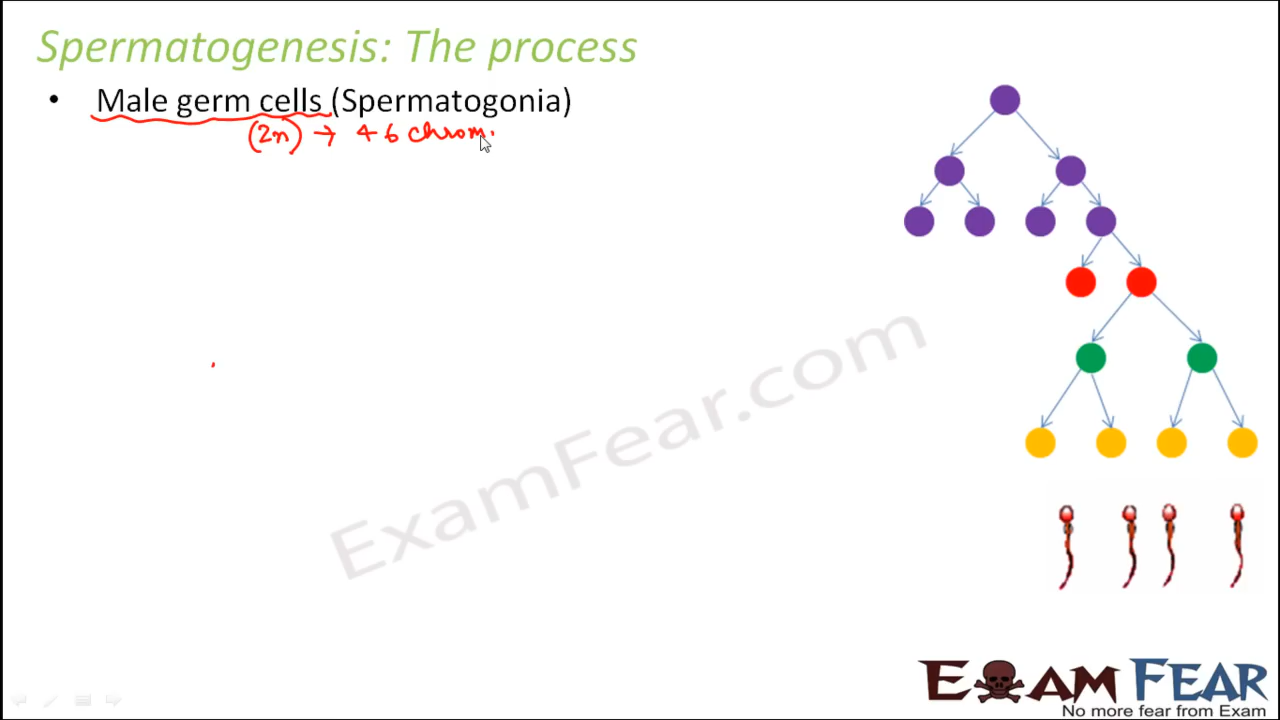 Spermatogenesis: The process
• Male germ cells (Spermatogonia)
(2n) → 46 chrom.
ExamFear.com
EXAM FEAR
No more fear from Exam